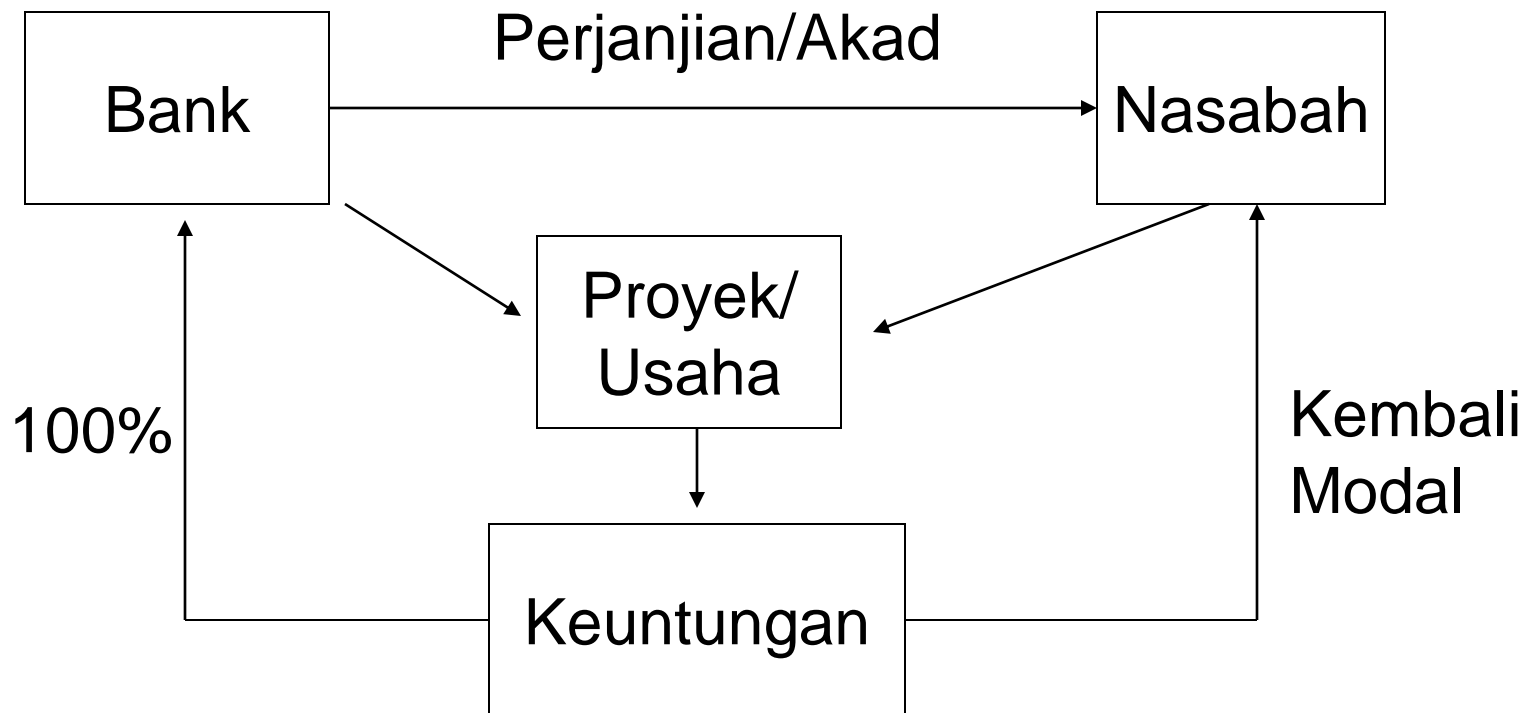 Perjanjian/Akad
Bank
Nasabah
Proyek/
Usaha
100%
Kembali
Modal
Keuntungan